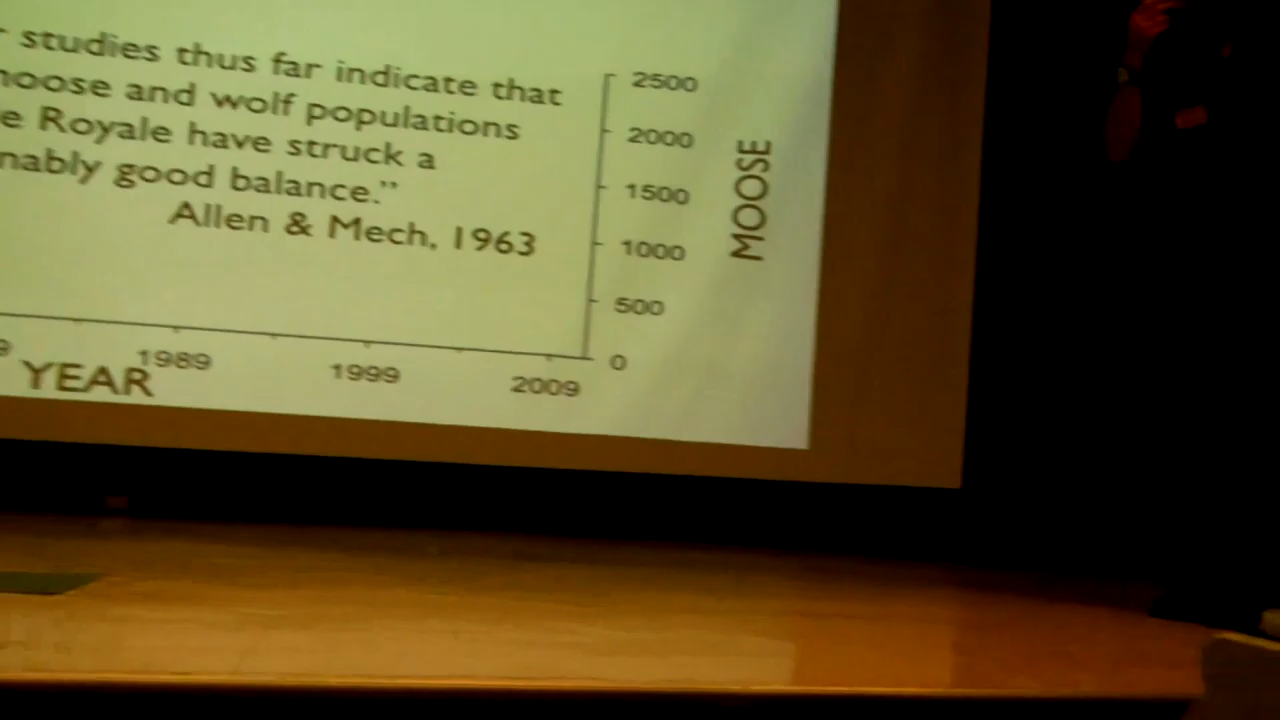 studies thus far indicate that
and wolf populations
Royale have struck a
good balance.”
Allen & Mech, 1963
2500
2000
1500
1000
500
0
MOOSE
1989
1999
2009
YEAR